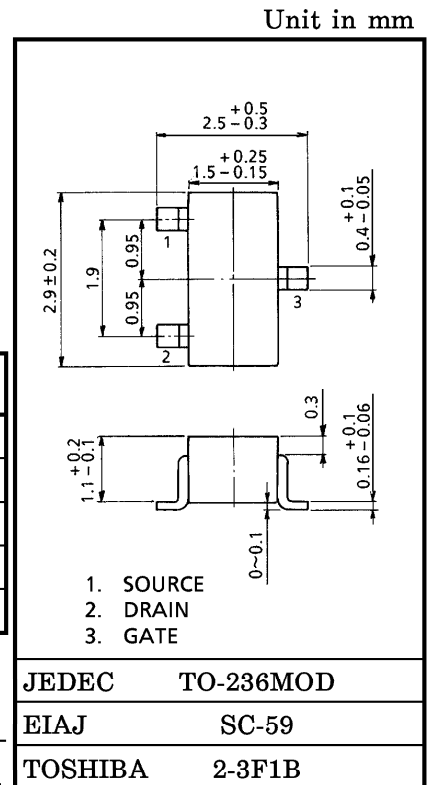 Unit in mm
+0.5
2.5-0.3
+0.25
1.5-0.15
2.9±0.2
1.9
0.95
0.95
1
2
3
+0.1
0.4-0.05
+0.2
1.1-0.1
0.3
+0.1
0.16-0.06
0~0.1
1. SOURCE
2. DRAIN
3. GATE
JEDEC TO-236MOD
EIAJ SC-59
TOSHIBA 2-3F1B